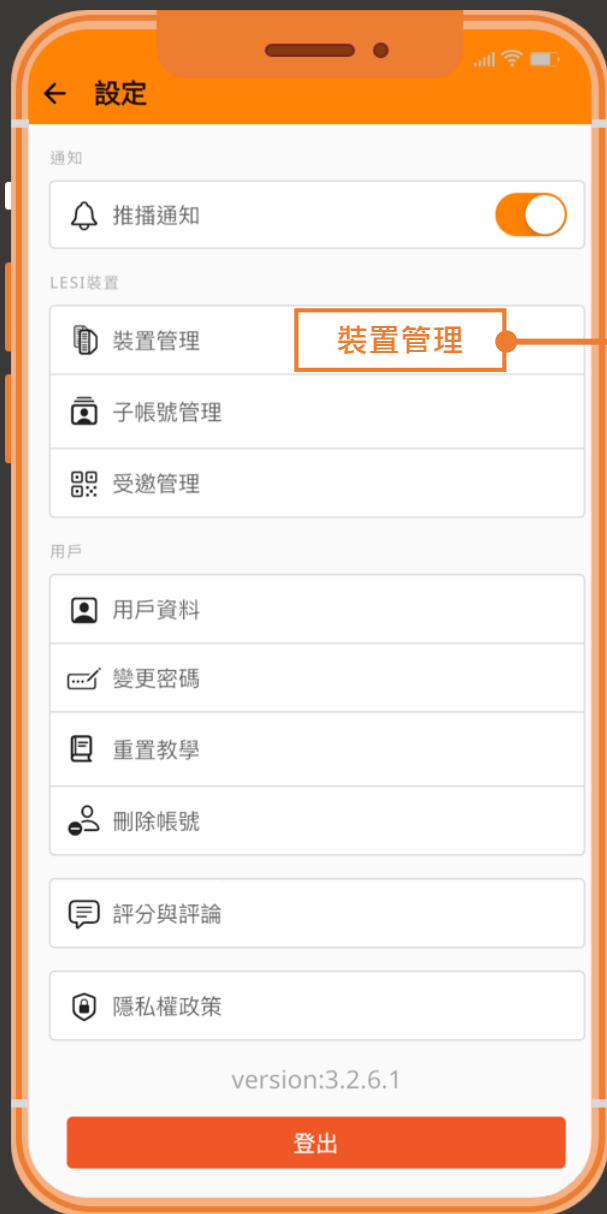 設定
通知
推播通知
LESI裝置
裝置管理
裝置管理
子帳號管理
受邀管理
用戶
用戶資料
變更密碼
重置教學
刪除帳號
評分與評論
隱私權政策
version:3.2.6.1
登出